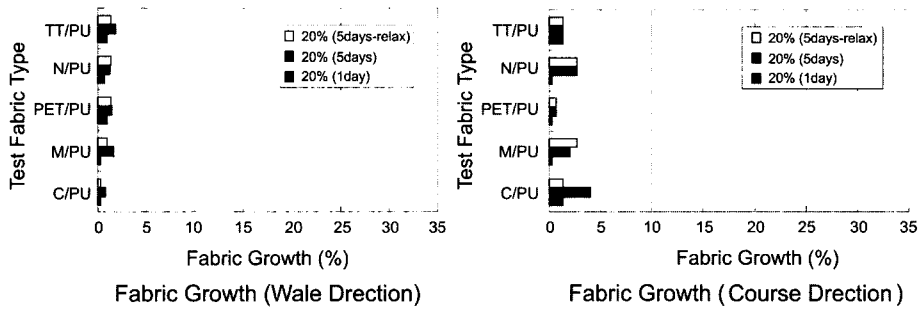 Test Fabric Type
TT/PU
N/PU
PET/PU
M/PU
C/PU
20% (5days-relax)
20% (5days)
20% (1day)
0 5 10 15 20 25 30 35
Fabric Growth (%)
Fabric Growth (Wale Direction)
Test Fabric Type
TT/PU
N/PU
PET/PU
M/PU
C/PU
20% (5days-relax)
20% (5days)
20% (1day)
0 5 10 15 20 25 30 35
Fabric Growth (%)
Fabric Growth ( Course Direction )